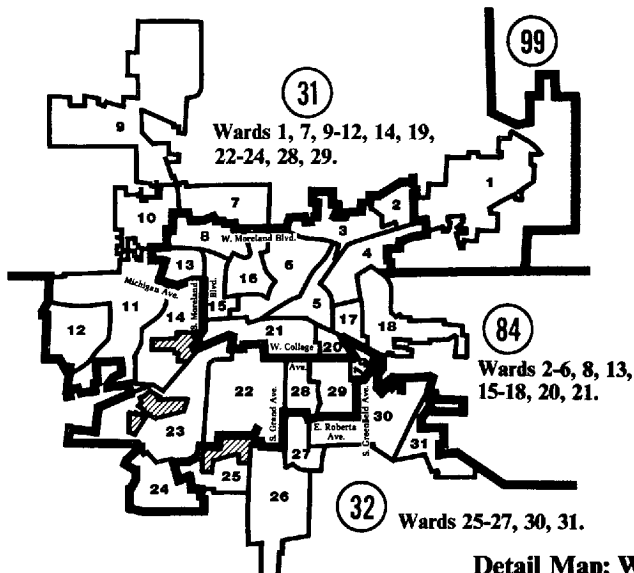 99
31
Wards 1, 7, 9-12, 14, 19,
22-24, 28, 29.
9
1
2
7
10
3
8
W. Moreland Blvd.
4
13
6
16
Michigan Ave.
S. Moreland Blvd.
15
11
14
5
17
18
12
21
W. Collage
Ave.
20
84
Wards 2-6, 8, 13,
15-18, 20, 21.
22
S. Grand Ave.
28
29
S. Greenfield Ave.
30
E. Roberta
Ave.
23
27
31
25
24
26
32
Wards 25-27, 30, 31.
Detail Map: W